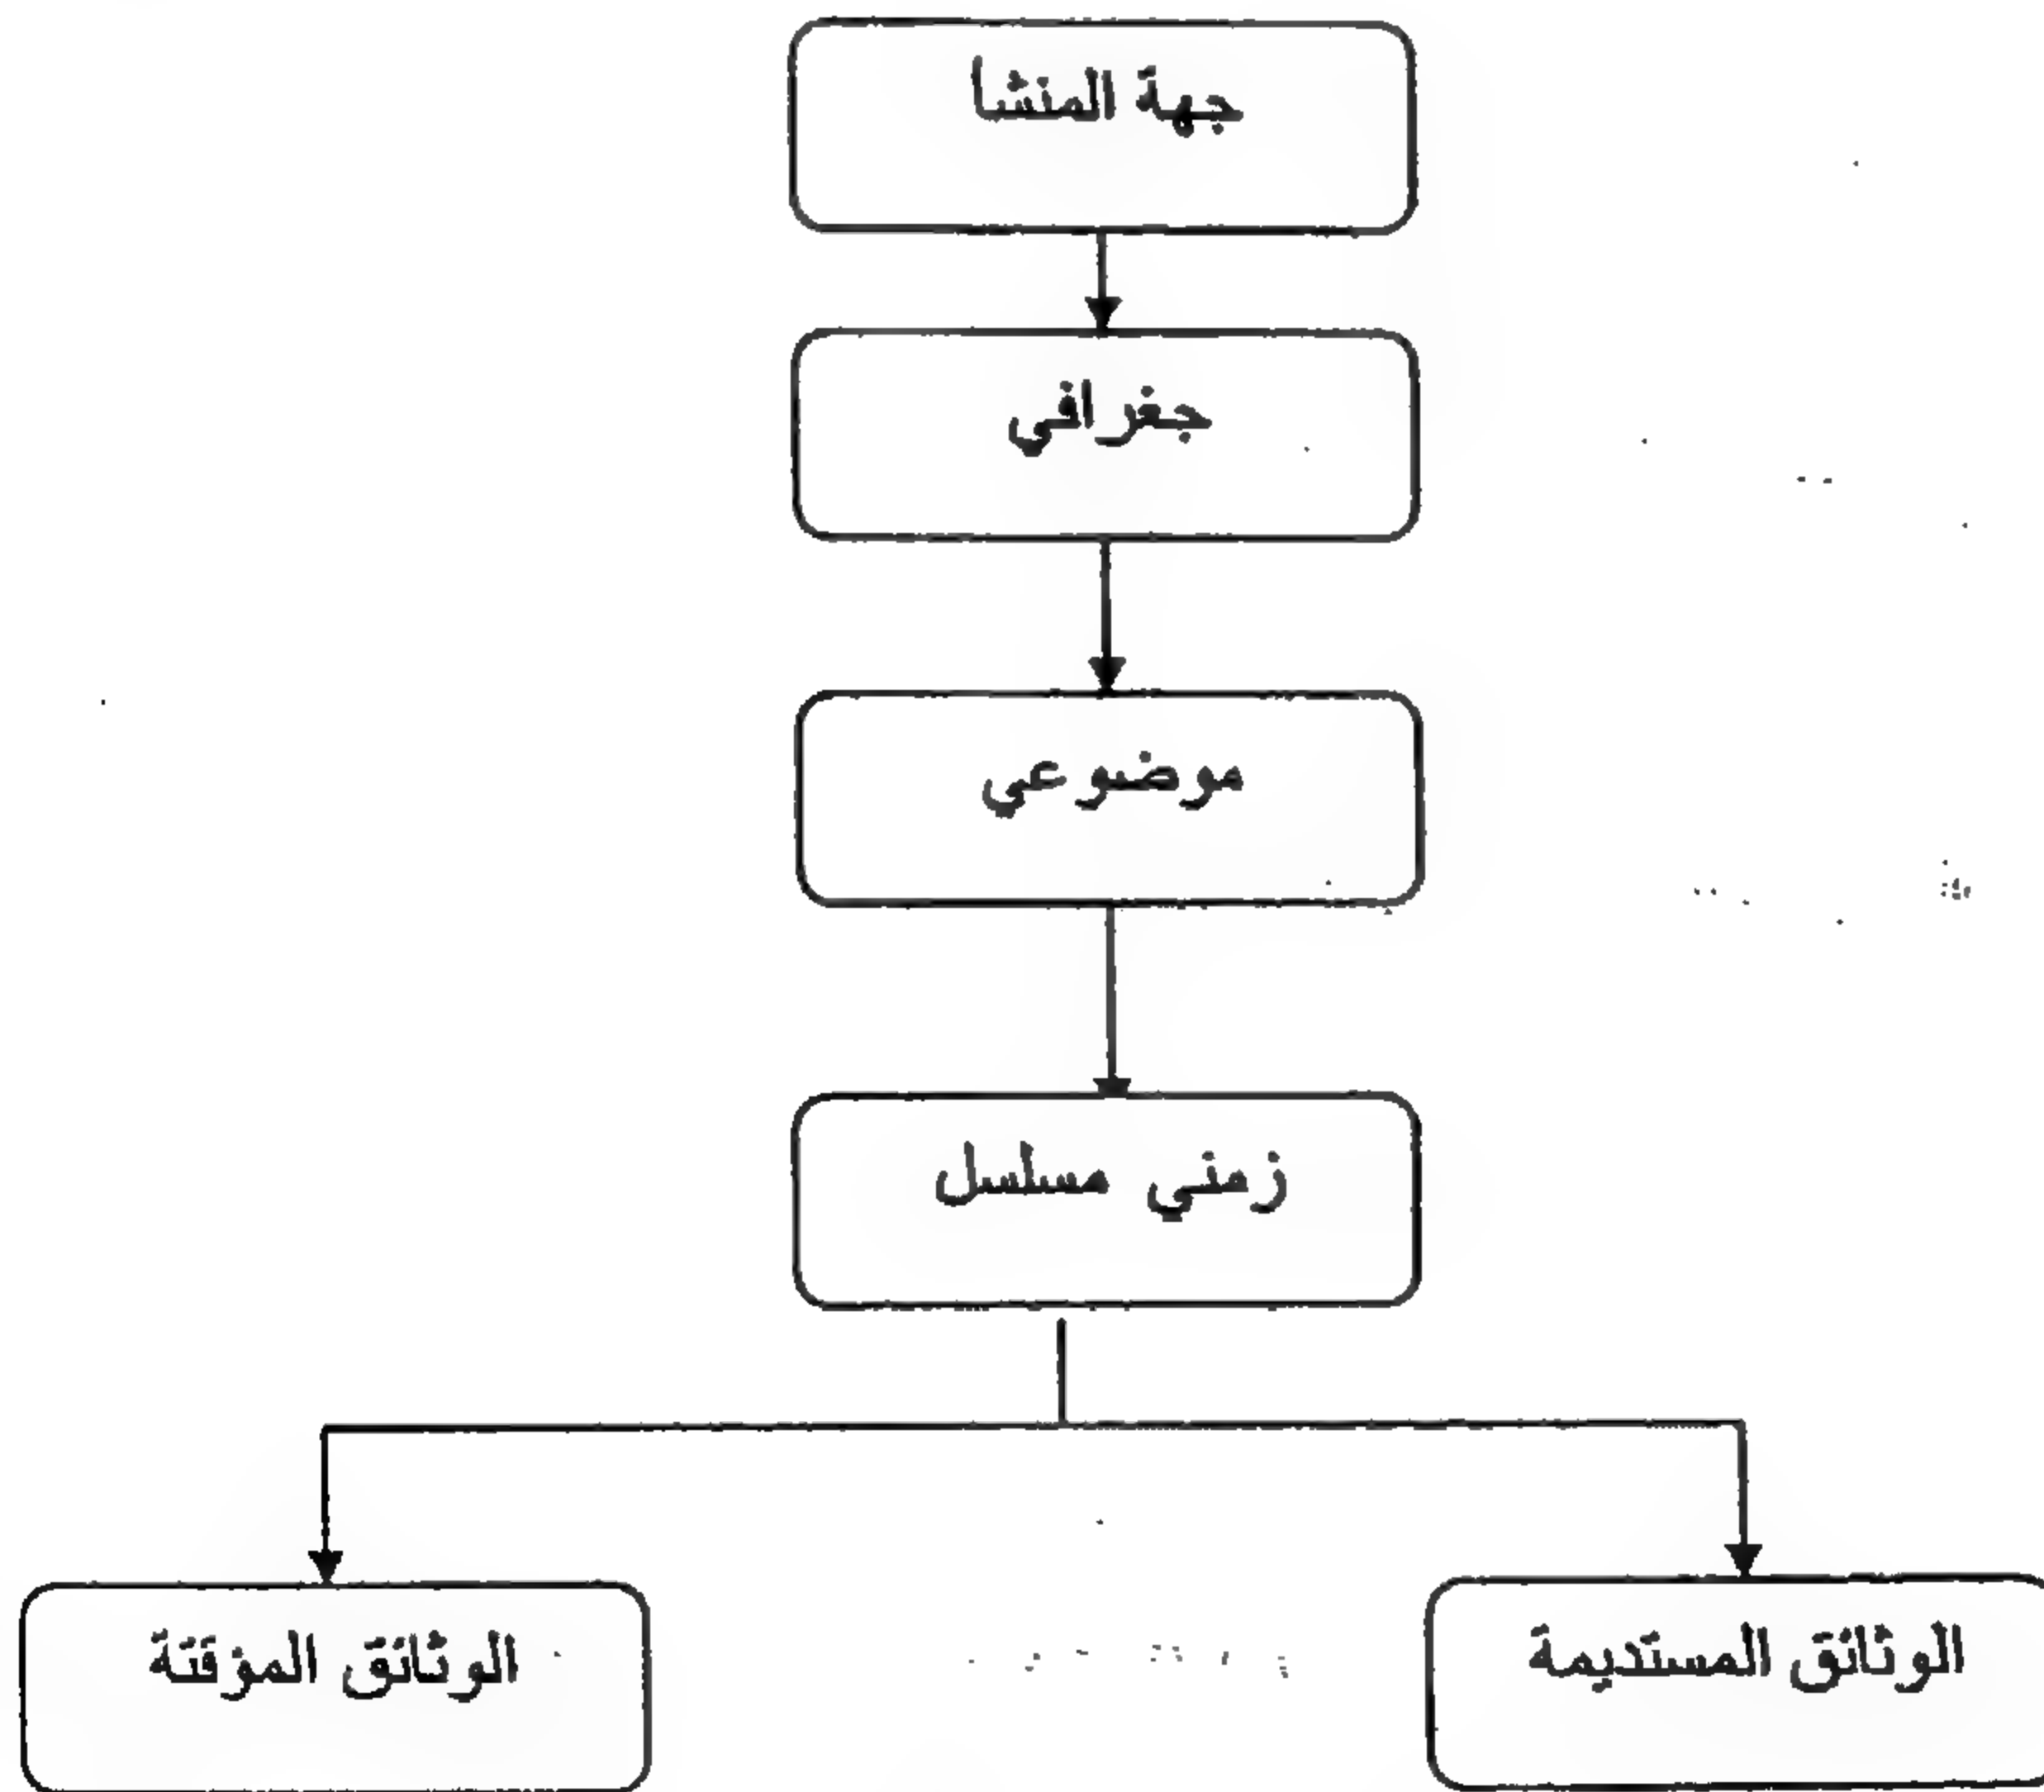 جهة المنشا
جغرافي
موضوعي
زمني مسلسل
الوثائق المستديمة
الوثائق المؤقتة